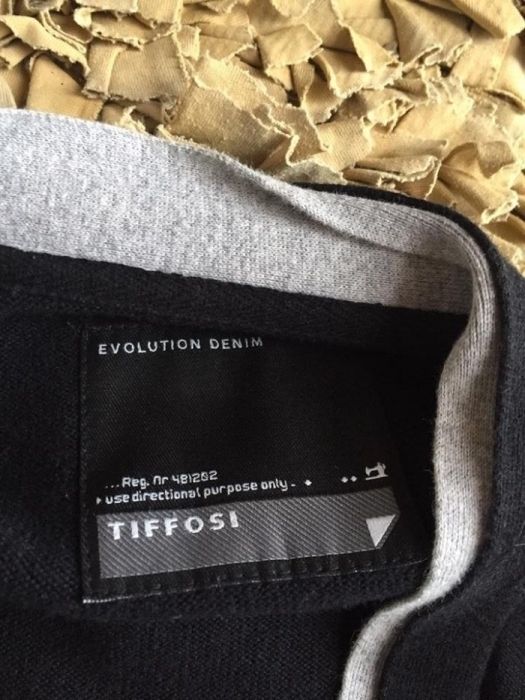 EVOLUTION DENIM
...Reg. nr 481202
use directional purpose only.
TIFFOSI